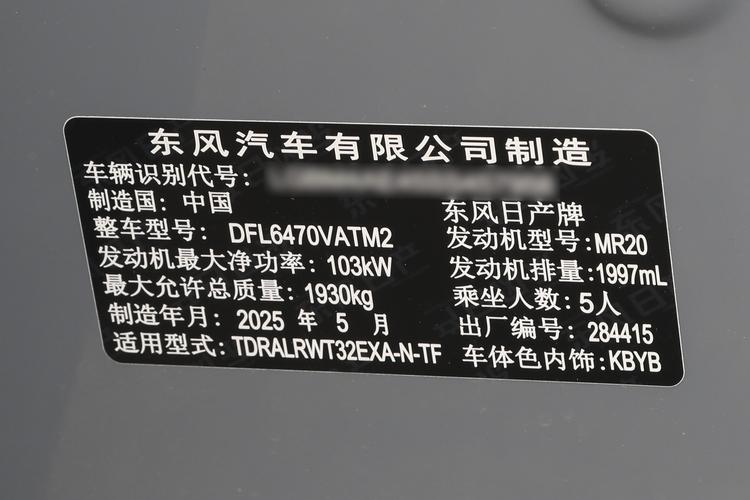 东风汽车有限公司制造
车辆识别代号:
制造国: 中国 东风日产牌
整车型号: DFL6470VATM2 发动机型号:MR20
发动机最大净功率: 103kW 发动机排量:1997mL
最大允许总质量: 1930kg 乘坐人数:5人
制造年月: 2025 年 5 月 出厂编号: 284415
适用型式:TDRALRWT32EXA-N-TF 车体色内饰:KBYB